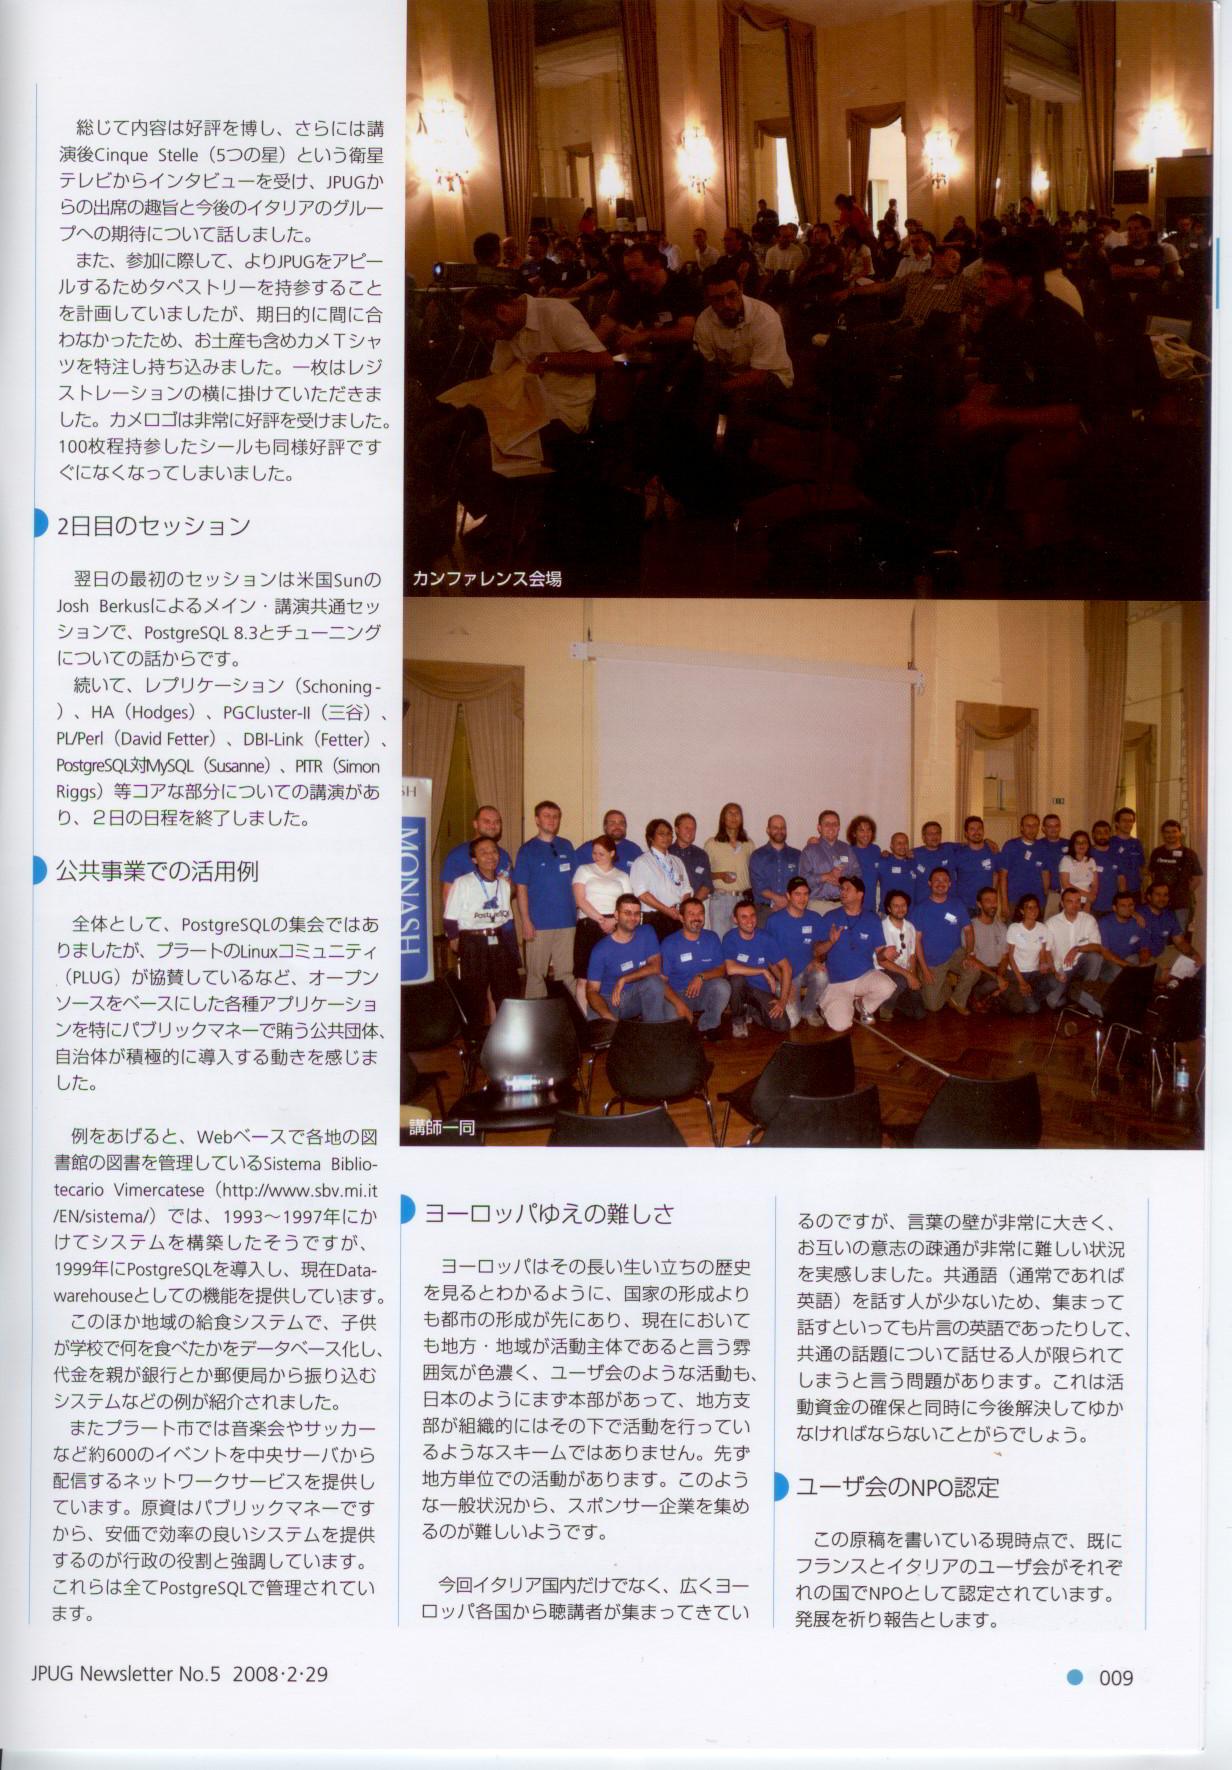 総じて内容は好評を博し、さらには講
演後Cinque Stelle（5つの星）という衛星
テレビからインタビューを受け、JPUGか
らの出席の趣旨と今後のイタリアのグルー
プへの期待について話しました。
また、参加に際して、よりJPUGをアピー
ルするためタペストリーを持参すること
を計画していましたが、期日的に間に合
わなかったため、お土産も含めカメTシャ
ツを特注し持ち込みました。一枚はレジ
ストレーションの横に掛けていただきま
した。カメロゴは非常に好評を受けました。
100枚程持参したシールも同様好評です
ぐになくなってしまいました。
2日目のセッション
翌日の最初のセッションは米国Sunの
Josh Berkusによるメイン・講演共通セッ
ションで、PostgreSQL 8.3とチューニング
についての話からです。
続いて、レプリケーション（Schoning-
）、HA（Hodges）、PGCluster-II（三谷）、
PL/Perl（David Fetter）、DBI-Link（Fetter）、
PostgreSQL対MySQL（Susanne）、PITR（Simon
Riggs）等コアな部分についての講演があ
り、２日の日程を終了しました。
公共事業での活用例
全体として、PostgreSQLの集会ではあ
りましたが、プラートのLinuxコミュニティ
（PLUG）が協賛しているなど、オープン
ソースをベースにした各種アプリケーショ
ンを特にパブリックマネーで賄う公共団体、
自治体が積極的に導入する動きを感じま
した。
例をあげると、Webベースで各地の図
書館の図書を管理しているSistema Biblio-
tecario Vimercatese（http://www.sbv.mi.it
/EN/sistema/）では、1993～1997年にか
けてシステムを構築したそうですが、
1999年にPostgreSQLを導入し、現在Data-
warehouseとしての機能を提供しています。
このほか地域の給食システムで、子供
が学校で何を食べたかをデータベース化し、
代金を親が銀行とか郵便局から振り込む
システムなどの例が紹介されました。
またプラート市では音楽会やサッカー
など約600のイベントを中央サーバから
配信するネットワークサービスを提供し
ています。原資はパブリックマネーです
から、安価で効率の良いシステムを提供
するのが行政の役割と強調しています。
これらは全てPostgreSQLで管理されてい
ます。
カンファレンス会場
SH
MONASH
PostgreSQL
講師一同
ヨーロッパゆえの難しさ
ヨーロッパはその長い生い立ちの歴史
を見るとわかるように、国家の形成より
も都市の形成が先にあり、現在において
も地方・地域が活動主体であると言う雰
囲気が色濃く、ユーザ会のような活動も、
日本のようにまず本部があって、地方支
部が組織的にはその下で活動を行ってい
るようなスキームではありません。先ず
地方単位での活動があります。このよう
な一般状況から、スポンサー企業を集め
るのが難しいようです。
今回イタリア国内だけでなく、広くヨー
ロッパ各国から聴講者が集まってきてい
るのですが、言葉の壁が非常に大きく、
お互いの意志の疎通が非常に難しい状況
を実感しました。共通語（通常であれば
英語）を話す人が少ないため、集まって
話すといっても片言の英語であったりして、
共通の話題について話せる人が限られて
しまうと言う問題があります。これは活
動資金の確保と同時に今後解決してゆか
なければならないことがらでしょう。
ユーザ会のNPO認定
この原稿を書いている現時点で、既に
フランスとイタリアのユーザ会がそれぞ
れの国でNPOとして認定されています。
発展を祈り報告とします。
JPUG Newsletter No.5 2008・2・29
009